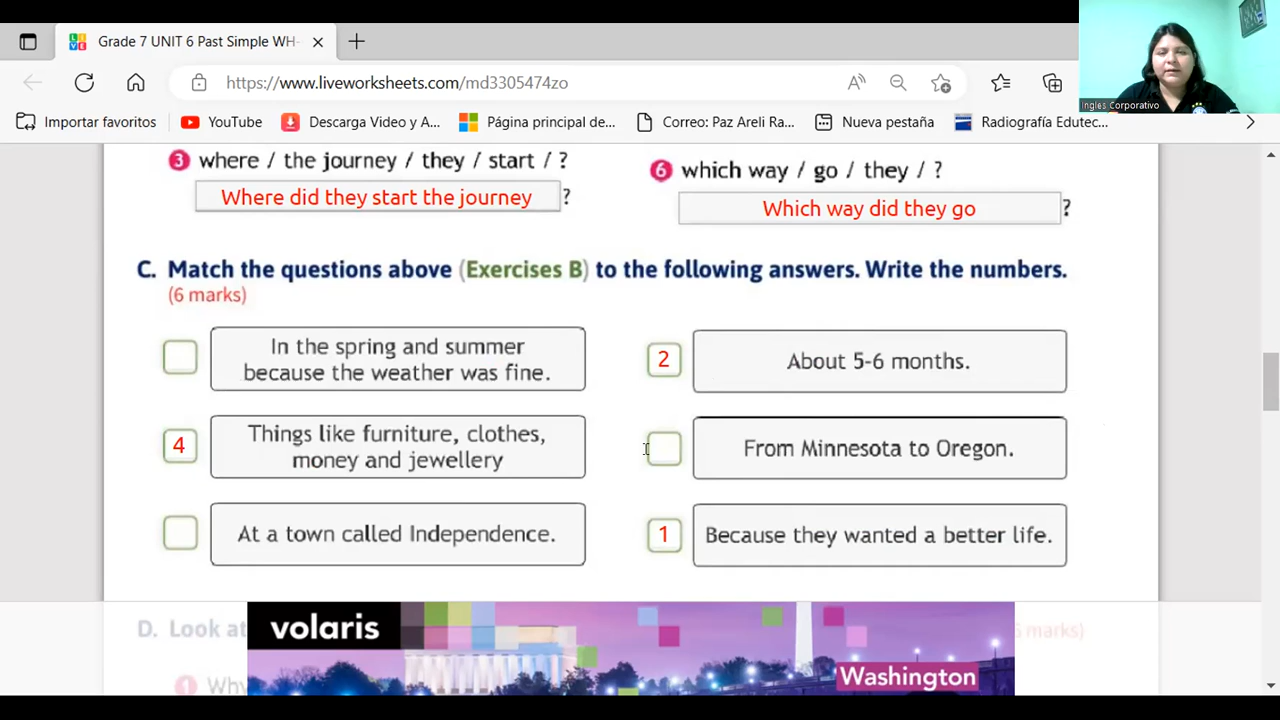 Grade 7 UNIT 6 Past Simple WH-
https://www.liveworksheets.com/md3305474zo
Importar favoritos
YouTube
Descarga Video y A...
Página principal de...
Correo: Paz Areli Ra...
Nueva pestaña
Radiografía Edutec...
Ingles Corporativo
3 where / the journey / they / start / ?
Where did they start the journey ?
6 which way / go / they / ?
Which way did they go ?
C. Match the questions above (Exercises B) to the following answers. Write the numbers.
(6 marks)
In the spring and summer
because the weather was fine.
2 About 5-6 months.
4 Things like furniture, clothes,
money and jewellery
From Minnesota to Oregon.
At a town called Independence.
1 Because they wanted a better life.
D. Look at
marks)
1 Why
volaris
Washington